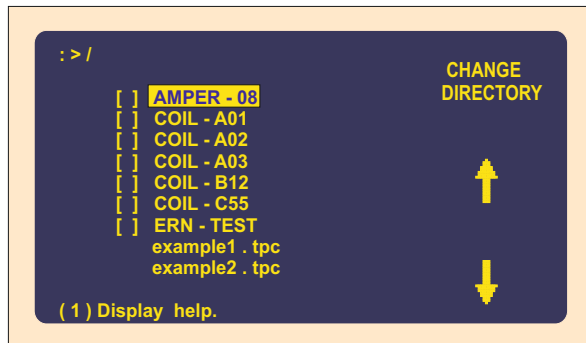 : > /
CHANGE
DIRECTORY
[ ] AMPER - 08
[ ] COIL - A01
[ ] COIL - A02
[ ] COIL - A03
[ ] COIL - B12
[ ] COIL - C55
[ ] ERN - TEST
example1 . tpc
example2 . tpc
( 1 ) Display help.